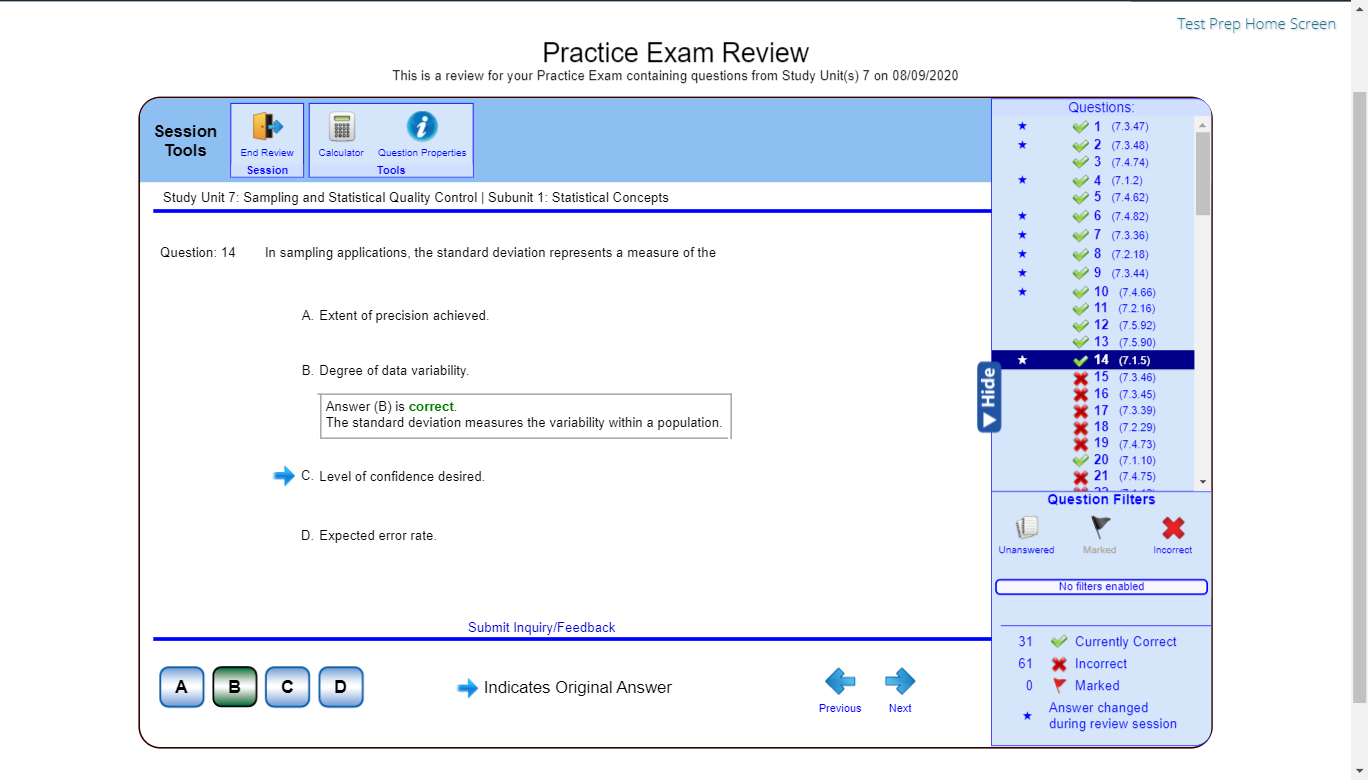 Test Prep Home Screen
Practice Exam Review
This is a review for your Practice Exam containing questions from Study Unit(s) 7 on 08/09/2020
Session
Tools
End Review
Session
Calculator
Question Properties
Tools
Study Unit 7: Sampling and Statistical Quality Control | Subunit 1: Statistical Concepts
Question: 14
In sampling applications, the standard deviation represents a measure of the
A. Extent of precision achieved.
B. Degree of data variability.
Answer (B) is correct.
The standard deviation measures the variability within a population.
C. Level of confidence desired.
D. Expected error rate.
Submit Inquiry/Feedback
A
B
C
D
Indicates Original Answer
Previous
Next
Hide
Questions:
1 (7.3.47)
2 (7.3.48)
3 (7.4.74)
4 (7.1.2)
5 (7.4.62)
6 (7.4.82)
7 (7.3.36)
8 (7.2.18)
9 (7.3.44)
10 (7.4.66)
11 (7.2.16)
12 (7.5.92)
13 (7.5.90)
14 (7.1.5)
15 (7.3.46)
16 (7.3.45)
17 (7.3.39)
18 (7.2.29)
19 (7.4.73)
20 (7.1.10)
21 (7.4.75)
Question Filters
Unanswered
Marked
Incorrect
No filters enabled
31 Currently Correct
61 Incorrect
0 Marked
Answer changed
during review session